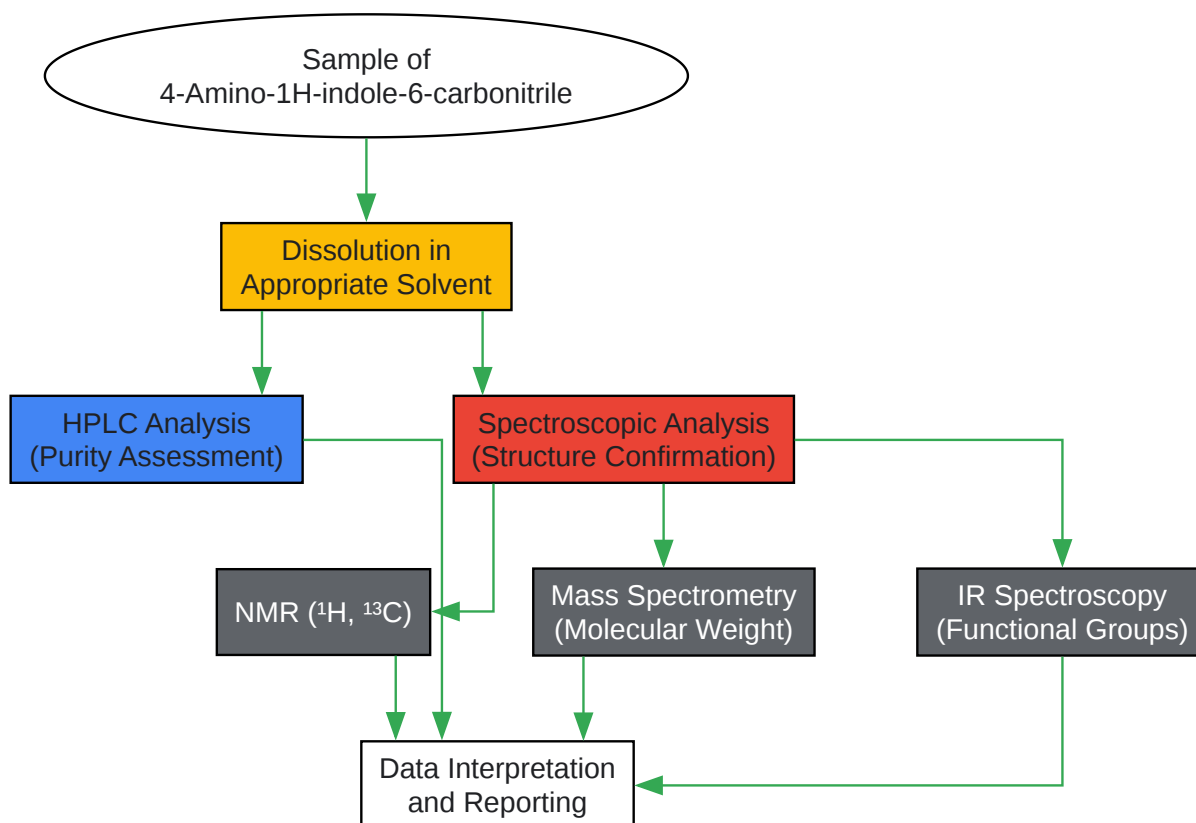 Sample of
4-Amino-1H-indole-6-carbonitrile
Dissolution in
Appropriate Solvent
HPLC Analysis
(Purity Assessment)
Spectroscopic Analysis
(Structure Confirmation)
NMR (¹H, ¹³C)
Mass Spectrometry
(Molecular Weight)
IR Spectroscopy
(Functional Groups)
Data Interpretation
and Reporting